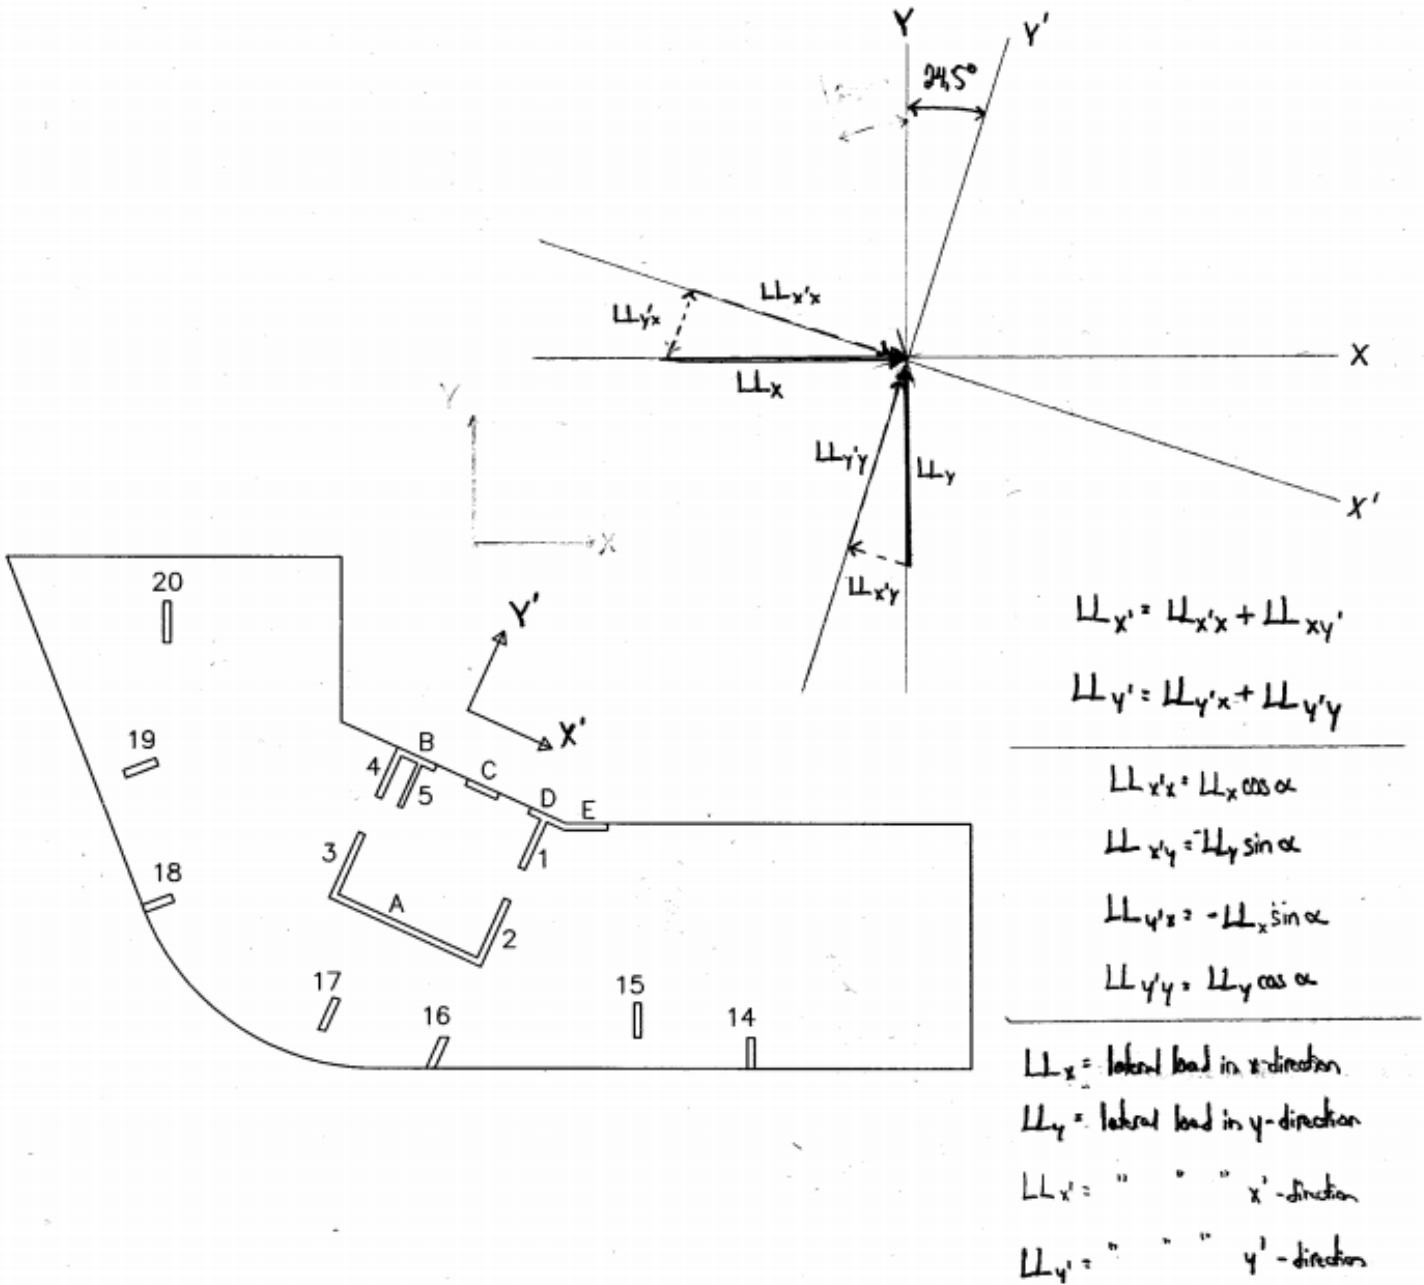 Y
Y'
24,5°
LLx'x
LLy'x
LLx
X
Y
LLy'y
LLy
X'
X
LLx'y
20
Y'
LLx' = LLx'x + LLxy'
LLy' = LLy'x + LLy'y
X'
19
B
4
C
5
D
E
LLx'x = LLx cos α
3
1
LLx'y = -LLy sin α
18
A
2
LLy'x = -LLx sin α
17
15
LLy'y = LLy cos α
16
14
LLx = lateral load in x-direction
LLy = lateral load in y-direction
LLx' = " " " x'-direction
LLy' = " " " y'-direction